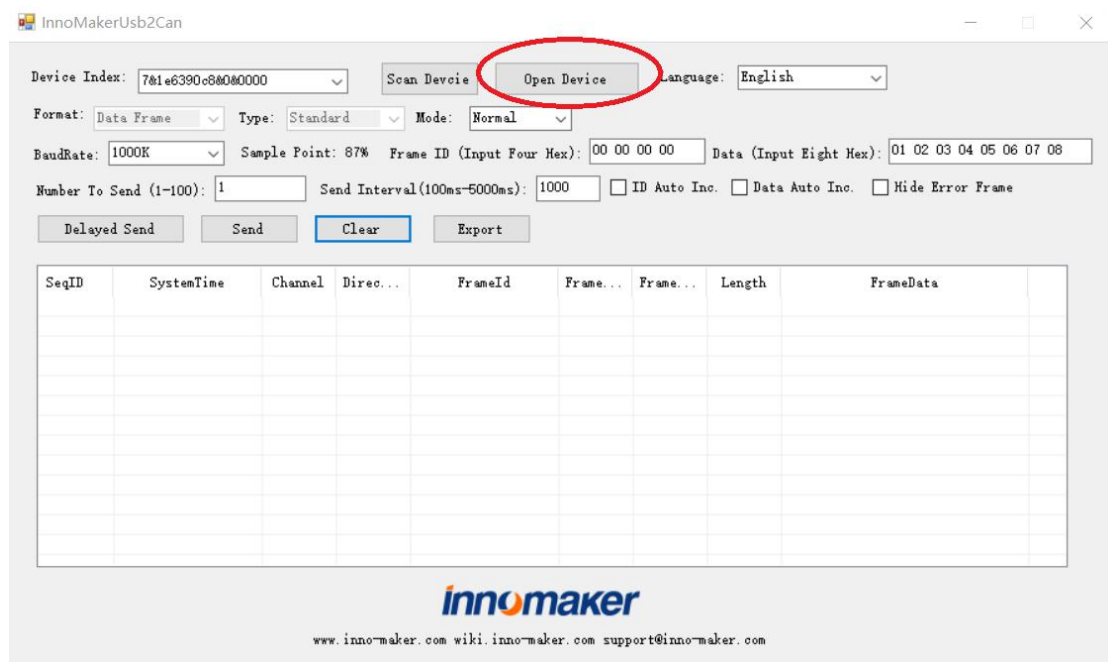 InnoMakerUsb2Can
Device Index: 7&1e6390c8&0&0000 Scan Devcie Open Device Language: English
Format: Data Frame Type: Standard Mode: Normal
BaudRate: 1000K Sample Point: 87% Frame ID (Input Four Hex): 00 00 00 00 Data (Input Eight Hex): 01 02 03 04 05 06 07 08
Number To Send (1-100): 1 Send Interval(100ms-5000ms): 1000 ID Auto Inc. Data Auto Inc. Hide Error Frame
Delayed Send Send Clear Export
SeqID SystemTime Channel Direc... FrameId Frame... Frame... Length FrameData
innomaker
www.inno-maker.com wiki.inno-maker.com support@inno-maker.com